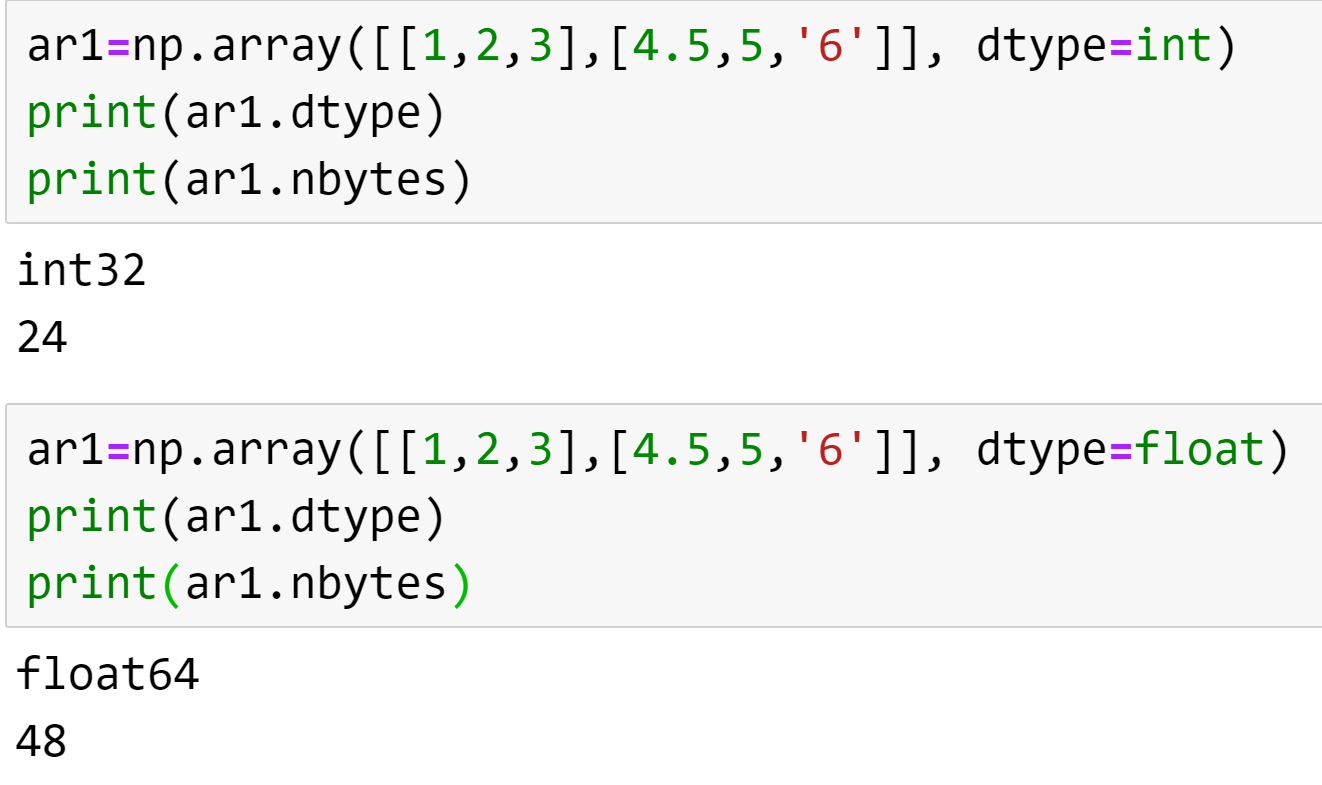 ar1=np.array([[1,2,3],[4.5,5,'6']], dtype=int)
print(ar1.dtype)
print(ar1.nbytes)
int32
24
ar1=np.array([[1,2,3],[4.5,5,'6']], dtype=float)
print(ar1.dtype)
print(ar1.nbytes)
float64
48